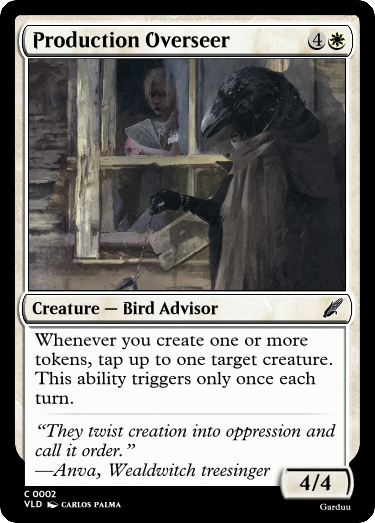 Production Overseer 4
Creature — Bird Advisor
Whenever you create one or more
tokens, tap up to one target creature.
This ability triggers only once each
turn.
“They twist creation into oppression and
call it order.”
—Anva, Wealdwitch treesinger
4/4
C 0002
VLD CARLOS PALMA
Garduu